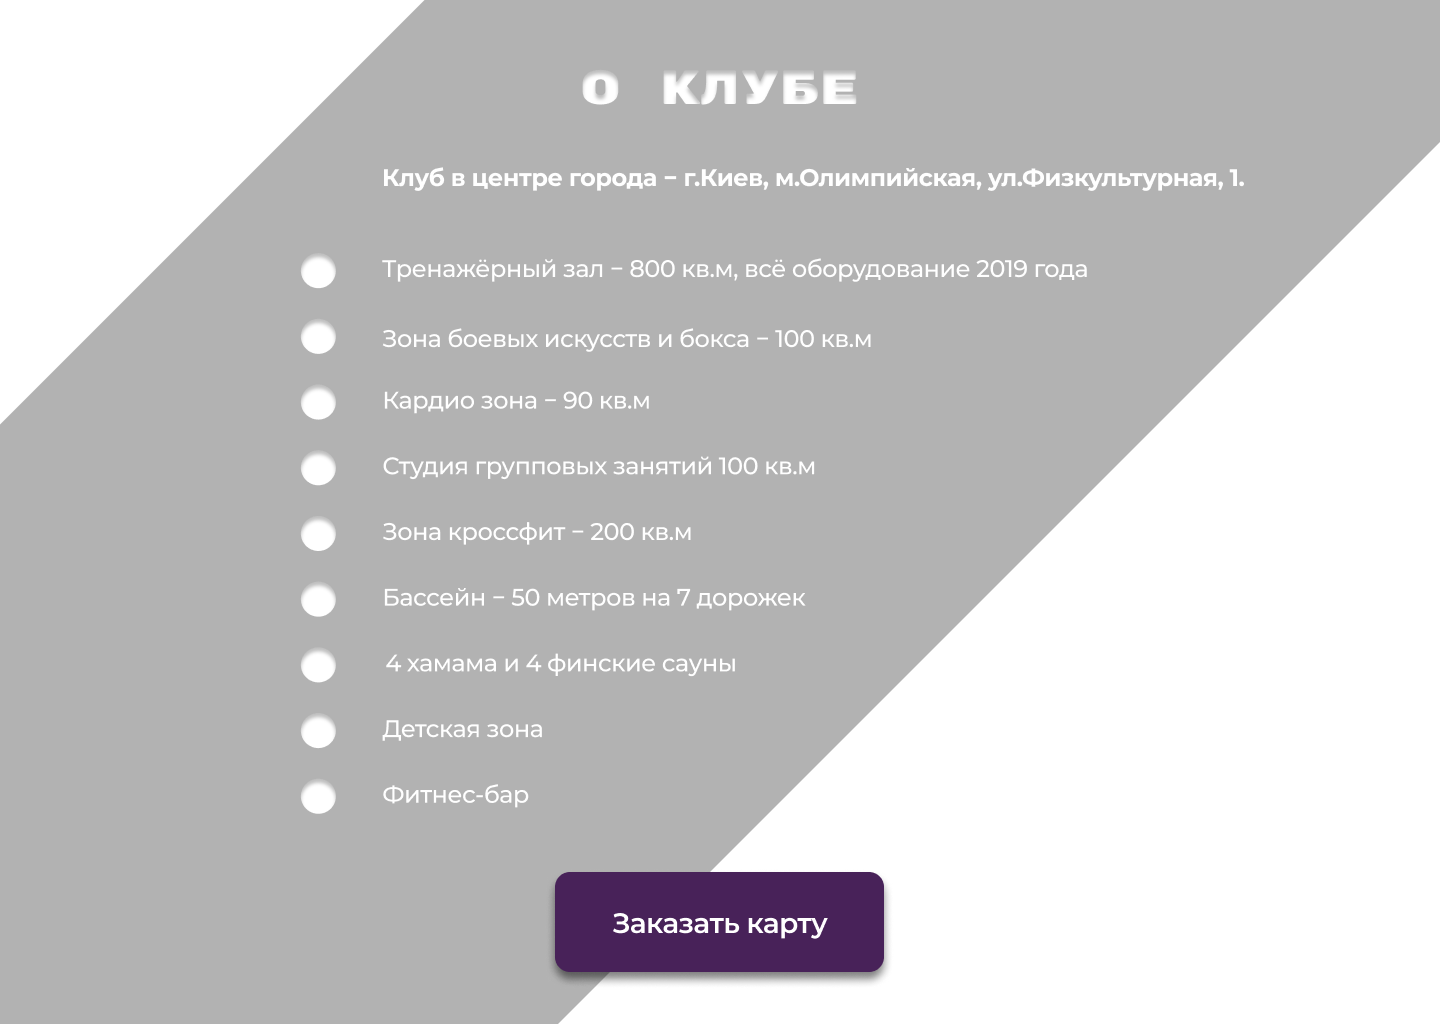 О КЛУБЕ
Клуб в центре города – г.Киев, м.Олимпийская, ул.Физкультурная, 1.
Тренажёрный зал – 800 кв.м, всё оборудование 2019 года
Зона боевых искусств и бокса – 100 кв.м
Кардио зона – 90 кв.м
Студия групповых занятий 100 кв.м
Зона кроссфит – 200 кв.м
Бассейн – 50 метров на 7 дорожек
4 хамама и 4 финские сауны
Детская зона
Фитнес-бар
Заказать карту